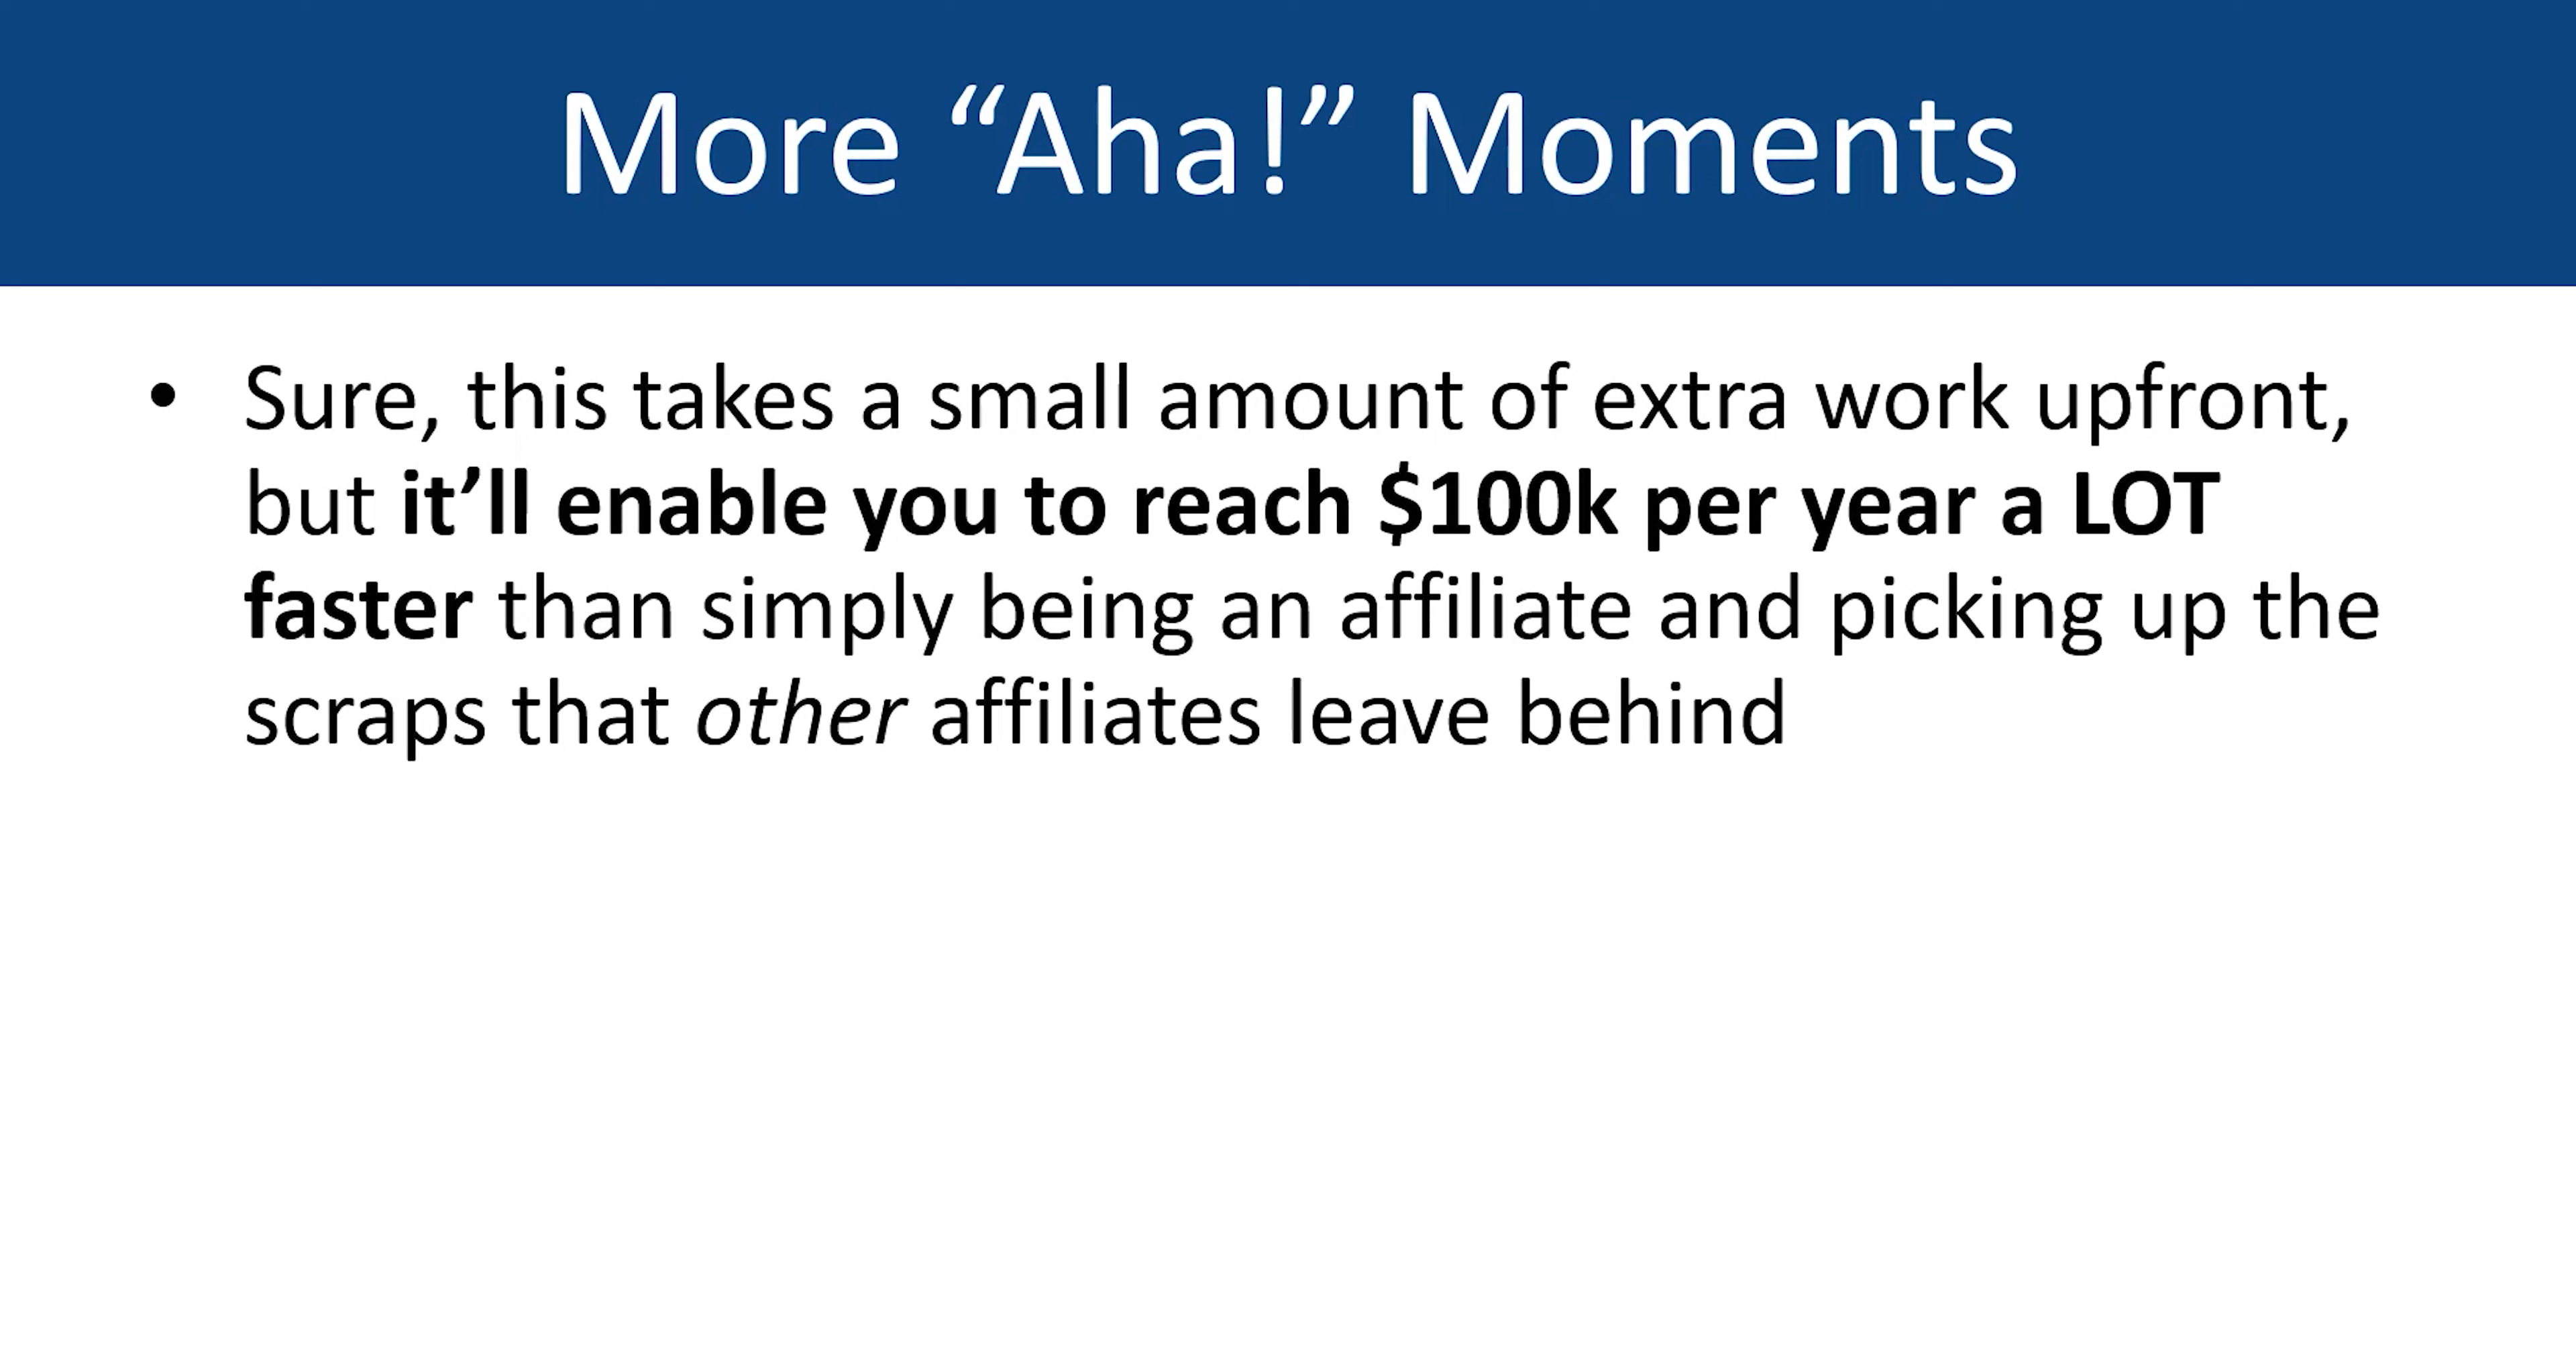 More “Aha!” Moments
• Sure, this takes a small amount of extra work upfront,
but it’ll enable you to reach $100k per year a LOT
faster than simply being an affiliate and picking up the
scraps that other affiliates leave behind